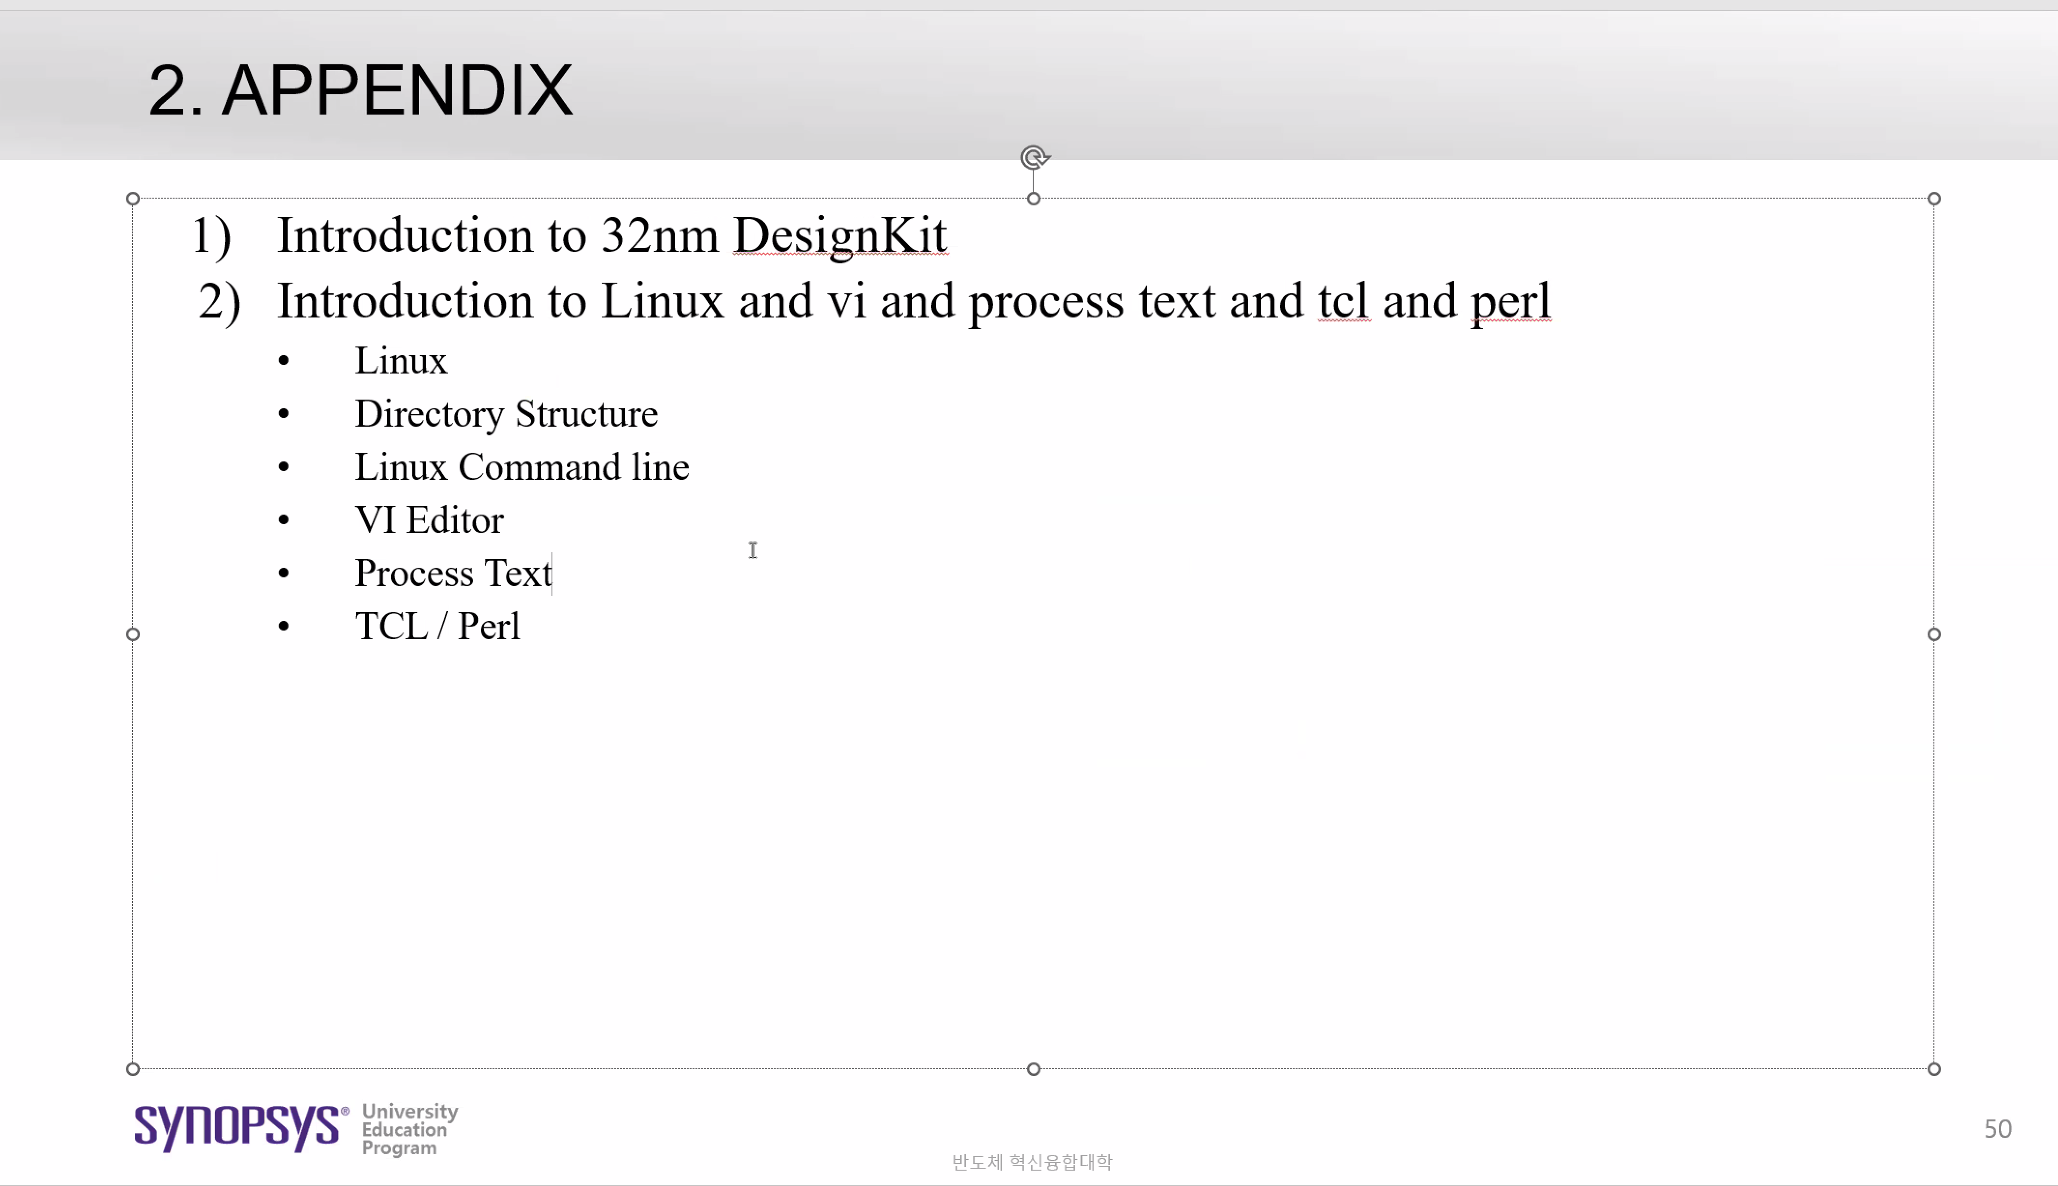 2. APPENDIX
1) Introduction to 32nm DesignKit
2) Introduction to Linux and vi and process text and tcl and perl
• Linux
• Directory Structure
• Linux Command line
• VI Editor
• Process Text
• TCL / Perl
SYNOPSYS®
University
Education
Program
반도체 혁신융합대학
50